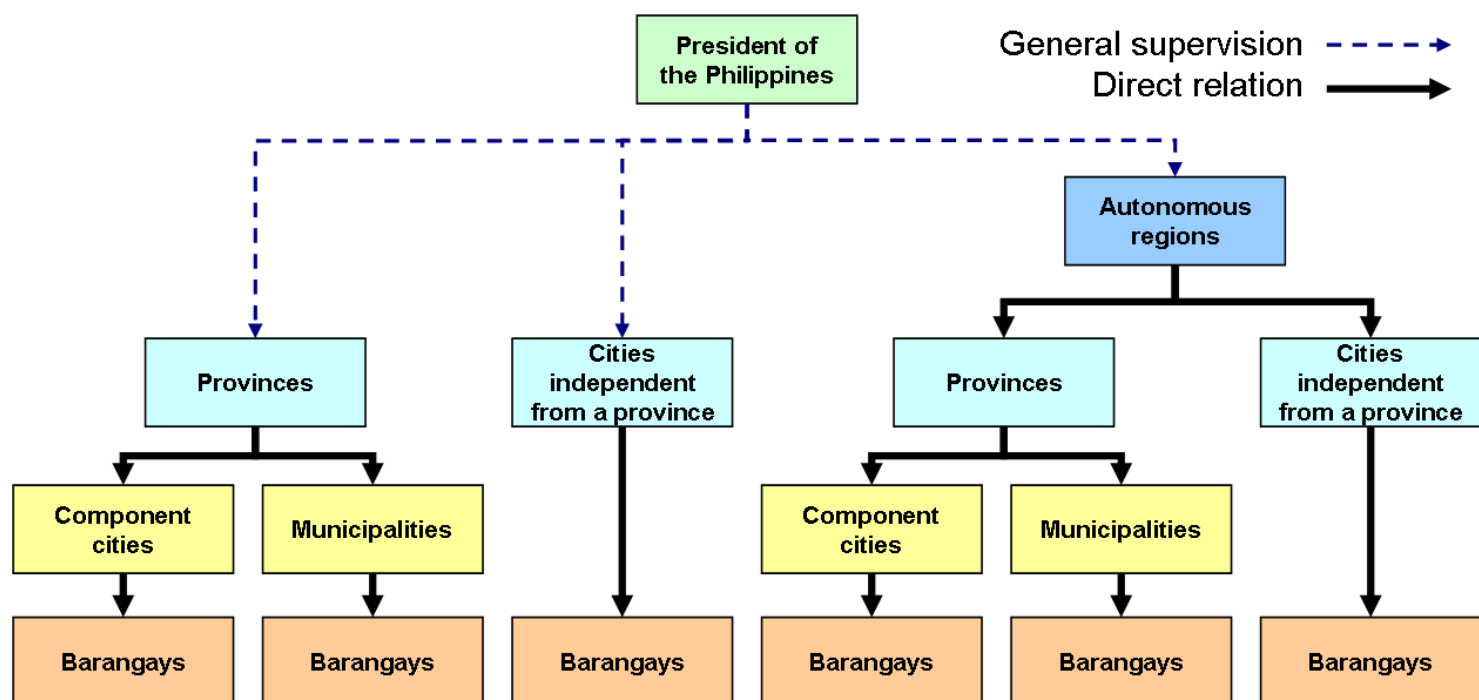 President of
the Philippines
General supervision
Direct relation
Autonomous
regions
Provinces
Cities
independent
from a province
Provinces
Cities
independent
from a province
Component
cities
Municipalities
Component
cities
Municipalities
Barangays
Barangays
Barangays
Barangays
Barangays
Barangays